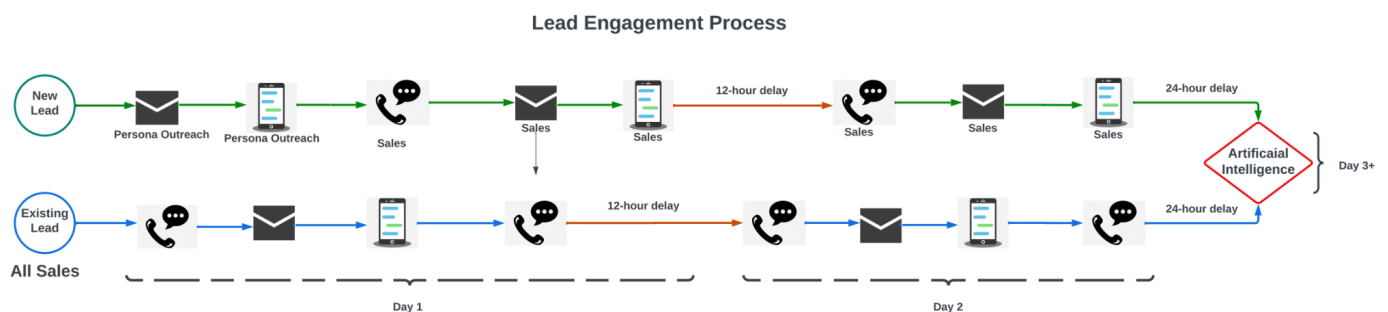 Lead Engagement Process
New
Lead
Persona Outreach
Persona Outreach
Sales
Sales
Sales
12-hour delay
Sales
Sales
Sales
24-hour delay
Artificaial
Intelligence
Day 3+
Existing
Lead
All Sales
12-hour delay
24-hour delay
Day 1
Day 2